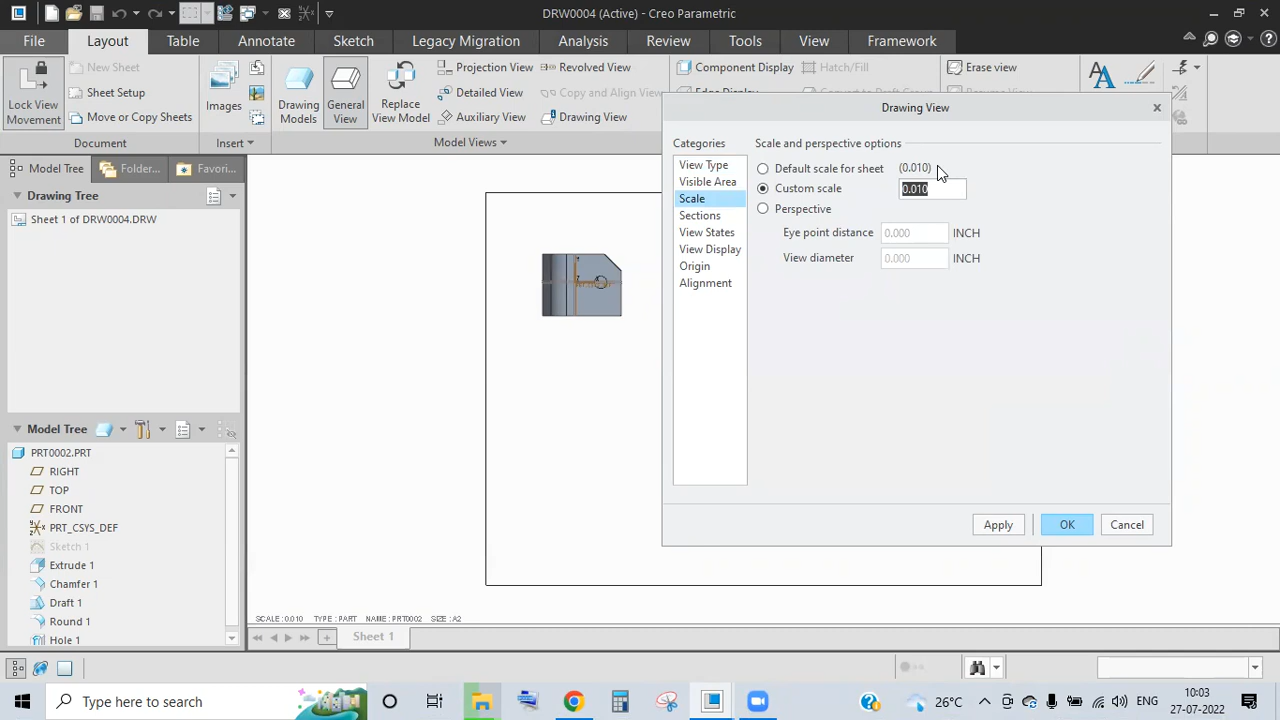 DRW0004 (Active) - Creo Parametric
File
Layout
Table
Annotate
Sketch
Legacy Migration
Analysis
Review
Tools
View
Framework
Lock View
Movement
New Sheet
Sheet Setup
Move or Copy Sheets
Document
Images
Insert
Drawing
Models
General
View
Replace
View Model
Projection View
Detailed View
Auxiliary View
Revolved View
Copy and Align View
Drawing View
Model Views
Component Display
Hatch/Fill
Erase view
Model Tree
Folder..
Favori...
Drawing Tree
Sheet 1 of DRW0004.DRW
Model Tree
PRT0002.PRT
RIGHT
TOP
FRONT
PRT_CSYS_DEF
Sketch 1
Extrude 1
Chamfer 1
Draft 1
Round 1
Hole 1
Drawing View
Categories
View Type
Visible Area
Scale
Sections
View States
View Display
Origin
Alignment
Scale and perspective options
Default scale for sheet (0.010)
Custom scale 0.010
Perspective
Eye point distance 0.000 INCH
View diameter 0.000 INCH
Apply
OK
Cancel
SCALE : 0.010 TYPE : PART NAME : PRT0002 SIZE : A2
Sheet 1
Type here to search
26°C
ENG
10:03
27-07-2022